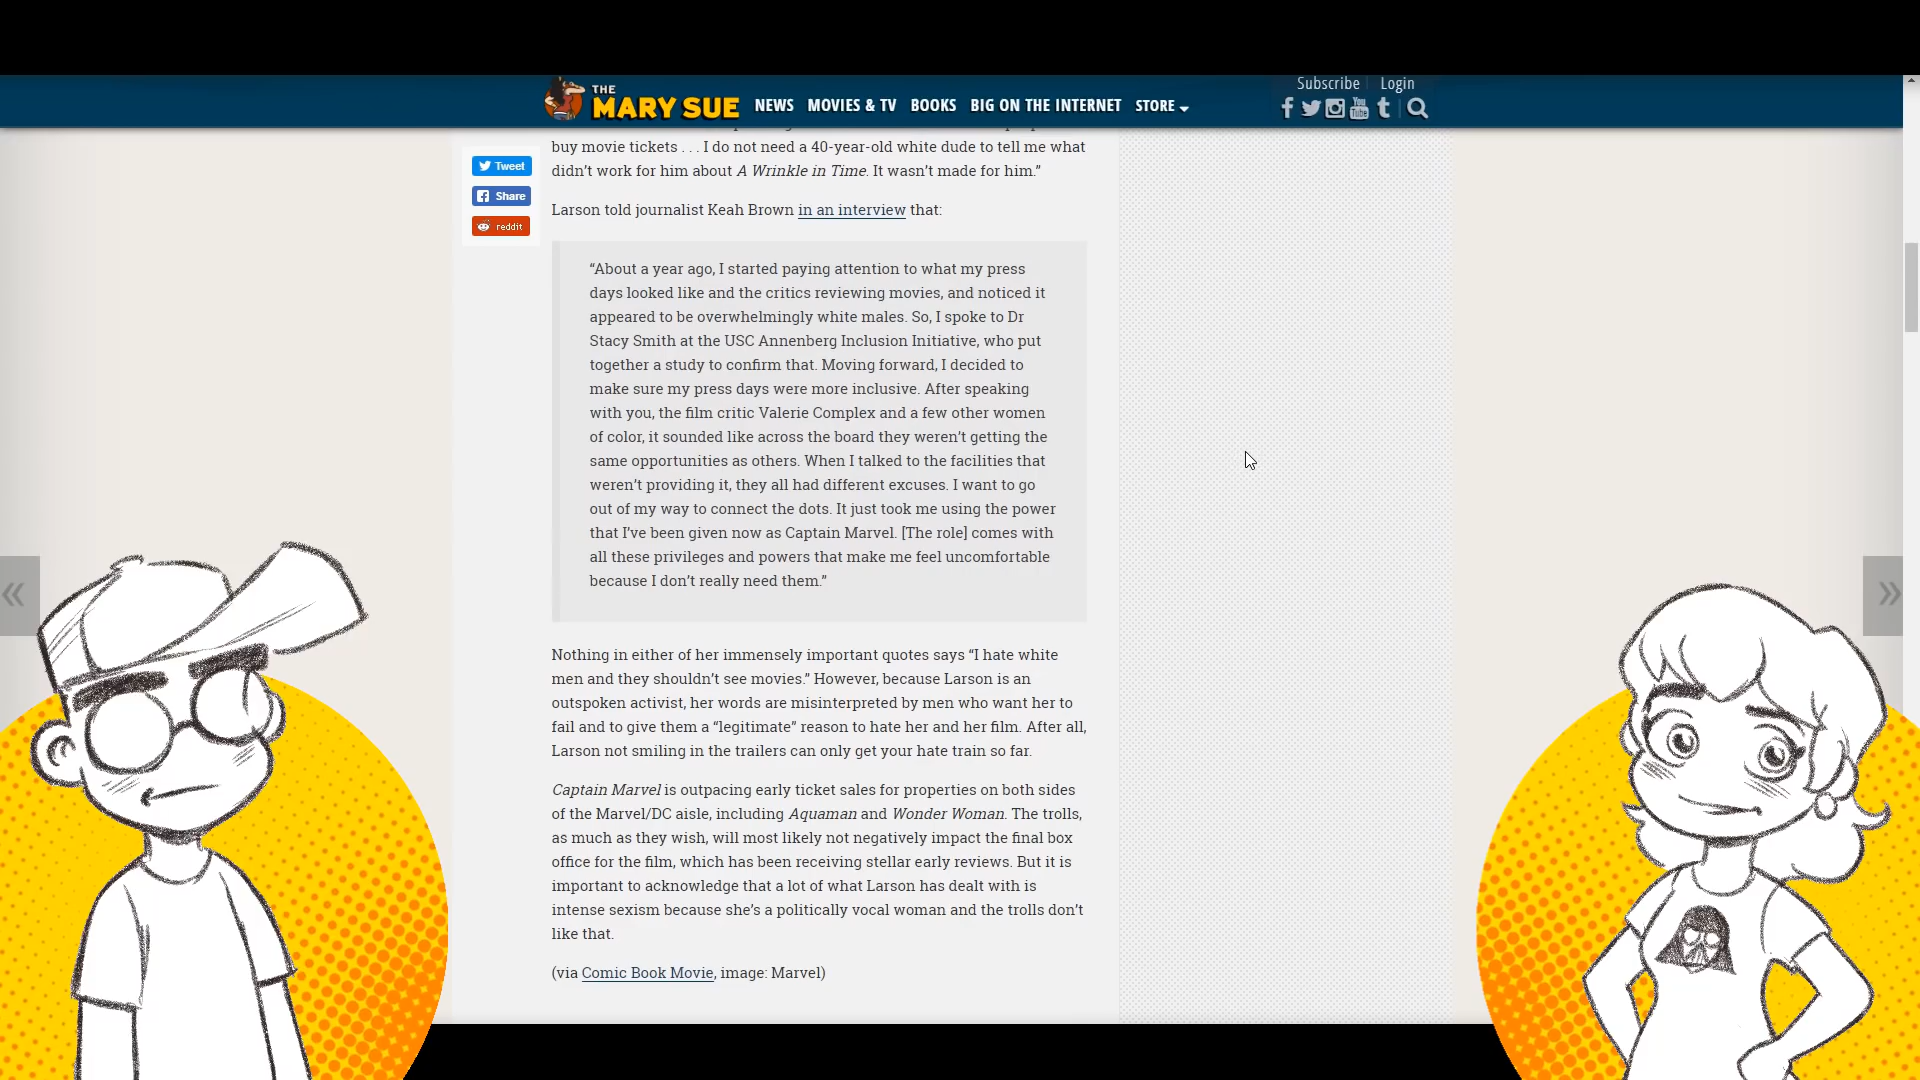 Subscribe Login
THE MARY SUE NEWS MOVIES & TV BOOKS BIG ON THE INTERNET STORE
Tweet
Share
reddit
buy movie tickets . . . I do not need a 40-year-old white dude to tell me what
didn’t work for him about A Wrinkle in Time. It wasn’t made for him.”
Larson told journalist Keah Brown in an interview that:
“About a year ago, I started paying attention to what my press
days looked like and the critics reviewing movies, and noticed it
appeared to be overwhelmingly white males. So, I spoke to Dr
Stacy Smith at the USC Annenberg Inclusion Initiative, who put
together a study to confirm that. Moving forward, I decided to
make sure my press days were more inclusive. After speaking
with you, the film critic Valerie Complex and a few other women
of color, it sounded like across the board they weren’t getting the
same opportunities as others. When I talked to the facilities that
weren’t providing it, they all had different excuses. I want to go
out of my way to connect the dots. It just took me using the power
that I’ve been given now as Captain Marvel. [The role] comes with
all these privileges and powers that make me feel uncomfortable
because I don’t really need them.”
Nothing in either of her immensely important quotes says “I hate white
men and they shouldn’t see movies.” However, because Larson is an
outspoken activist, her words are misinterpreted by men who want her to
fail and to give them a “legitimate” reason to hate her and her film. After all,
Larson not smiling in the trailers can only get your hate train so far.
Captain Marvel is outpacing early ticket sales for properties on both sides
of the Marvel/DC aisle, including Aquaman and Wonder Woman. The trolls,
as much as they wish, will most likely not negatively impact the final box
office for the film, which has been receiving stellar early reviews. But it is
important to acknowledge that a lot of what Larson has dealt with is
intense sexism because she’s a politically vocal woman and the trolls don’t
like that.
(via Comic Book Movie, image: Marvel)